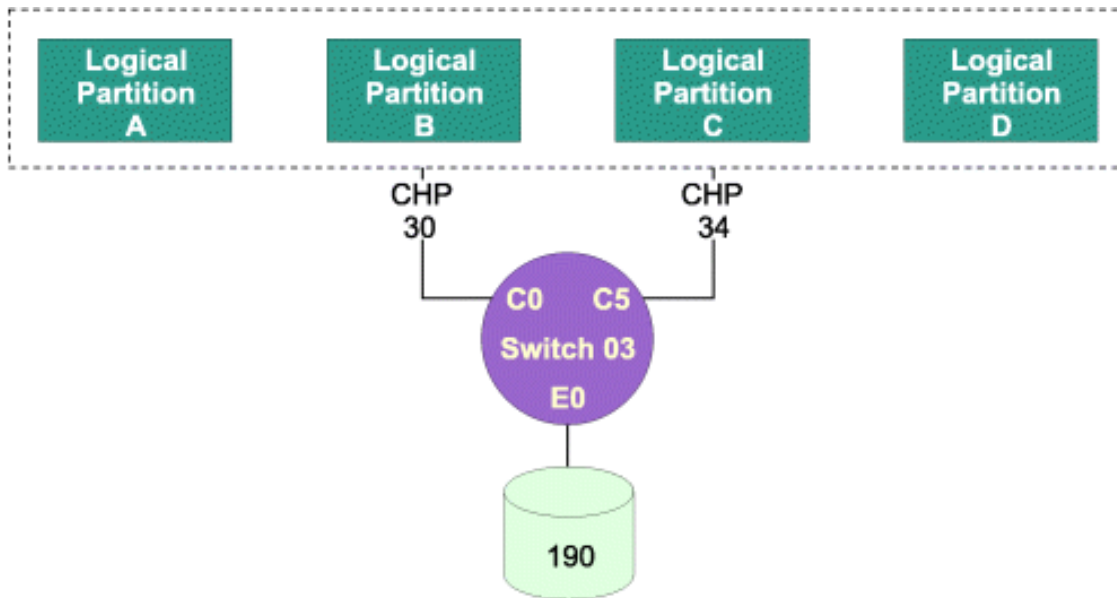 Logical
Partition
A
Logical
Partition
B
Logical
Partition
C
Logical
Partition
D
CHP
30
CHP
34
C0 C5
Switch 03
E0
190